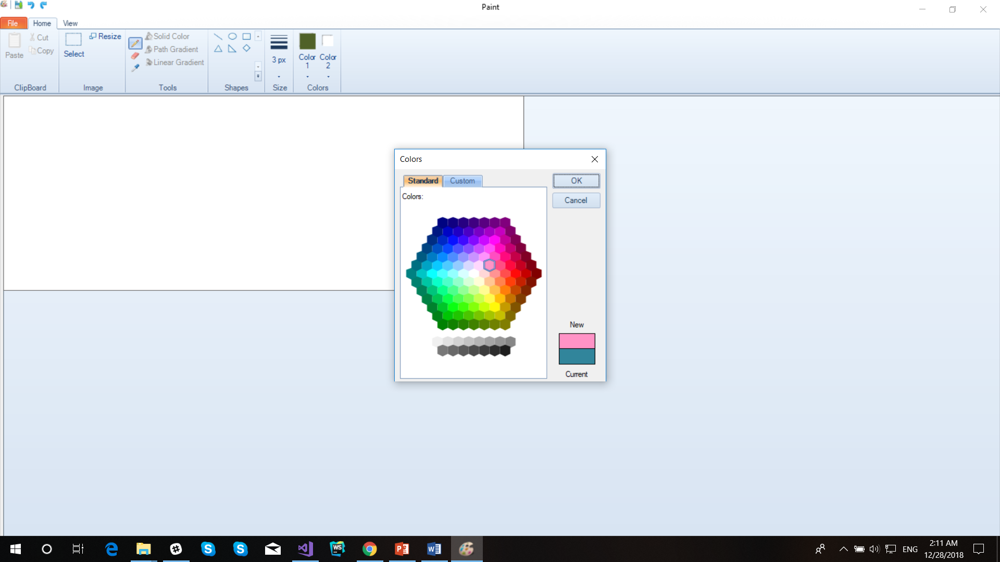 Paint
File Home View
Paste
Cut
Copy
ClipBoard
Select
Resize
Image
Solid Color
Path Gradient
Linear Gradient
Tools
Shapes
3 px
Size
Color
1
Color
2
Colors
Colors
Standard
Custom
OK
Cancel
Colors:
New
Current
WS
P
W
ENG
2:11 AM
12/28/2018